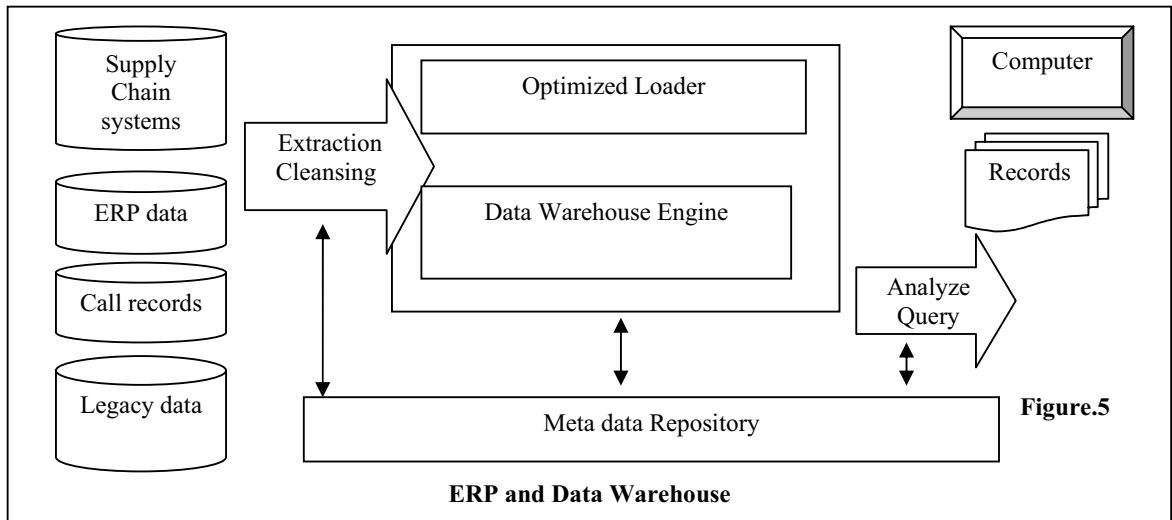 Supply
Chain
systems
ERP data
Call records
Legacy data
Extraction
Cleansing
Optimized Loader
Data Warehouse Engine
Computer
Records
Analyze
Query
Meta data Repository
Figure.5
ERP and Data Warehouse